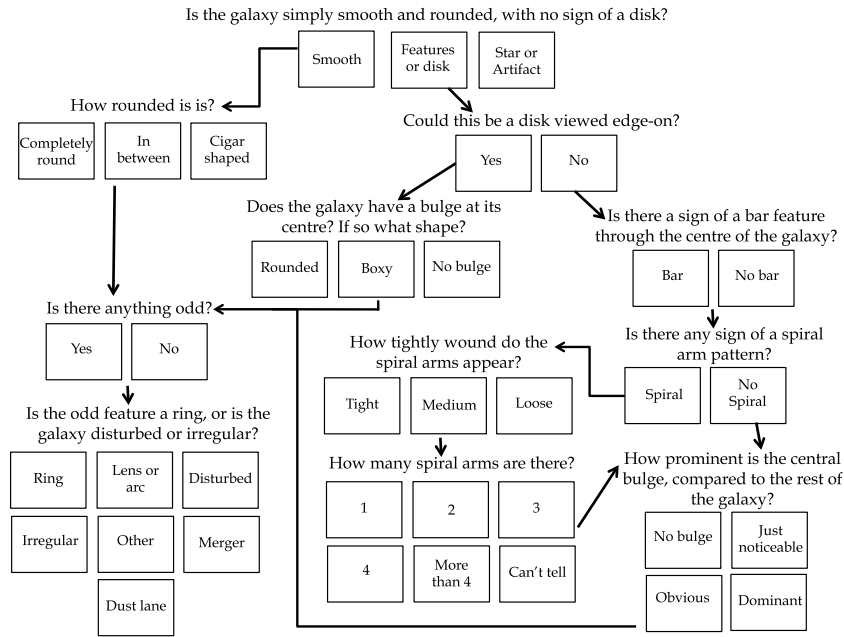 Is the galaxy simply smooth and rounded, with no sign of a disk?
Smooth
Features
or disk
Star or
Artifact
How rounded is is?
Completely
round
In
between
Cigar
shaped
Could this be a disk viewed edge-on?
Yes
No
Does the galaxy have a bulge at its
centre? If so what shape?
Rounded
Boxy
No bulge
Is there a sign of a bar feature
through the centre of the galaxy?
Bar
No bar
Is there anything odd?
Yes
No
How tightly wound do the
spiral arms appear?
Tight
Medium
Loose
Is there any sign of a spiral
arm pattern?
Spiral
No
Spiral
Is the odd feature a ring, or is the
galaxy disturbed or irregular?
Ring
Lens or
arc
Disturbed
Irregular
Other
Merger
Dust lane
How many spiral arms are there?
1
2
3
4
More
than 4
Can't tell
How prominent is the central
bulge, compared to the rest of
the galaxy?
No bulge
Just
noticeable
Obvious
Dominant